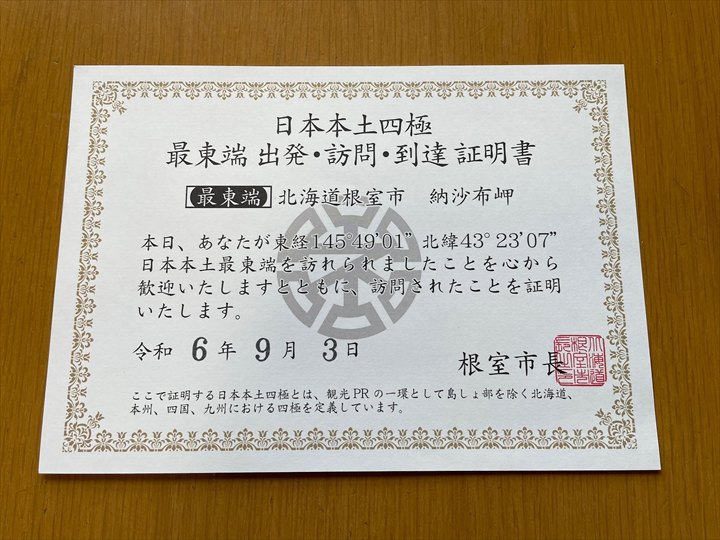 日本本土四極
最東端 出発・訪問・到達 証明書
【最東端】北海道根室市　納沙布岬
本日、あなたが東経145°49'01” 北緯43°23'07”
日本本土最東端を訪れられましたことを心から
歓迎いたしますとともに、訪問されたことを証明
いたします。
令和 6年 9月 3日
根室市長
ここで証明する日本本土四極とは、観光PRの一環として島しょ部を除く北海道、
本州、四国、九州における四極を定義しています。